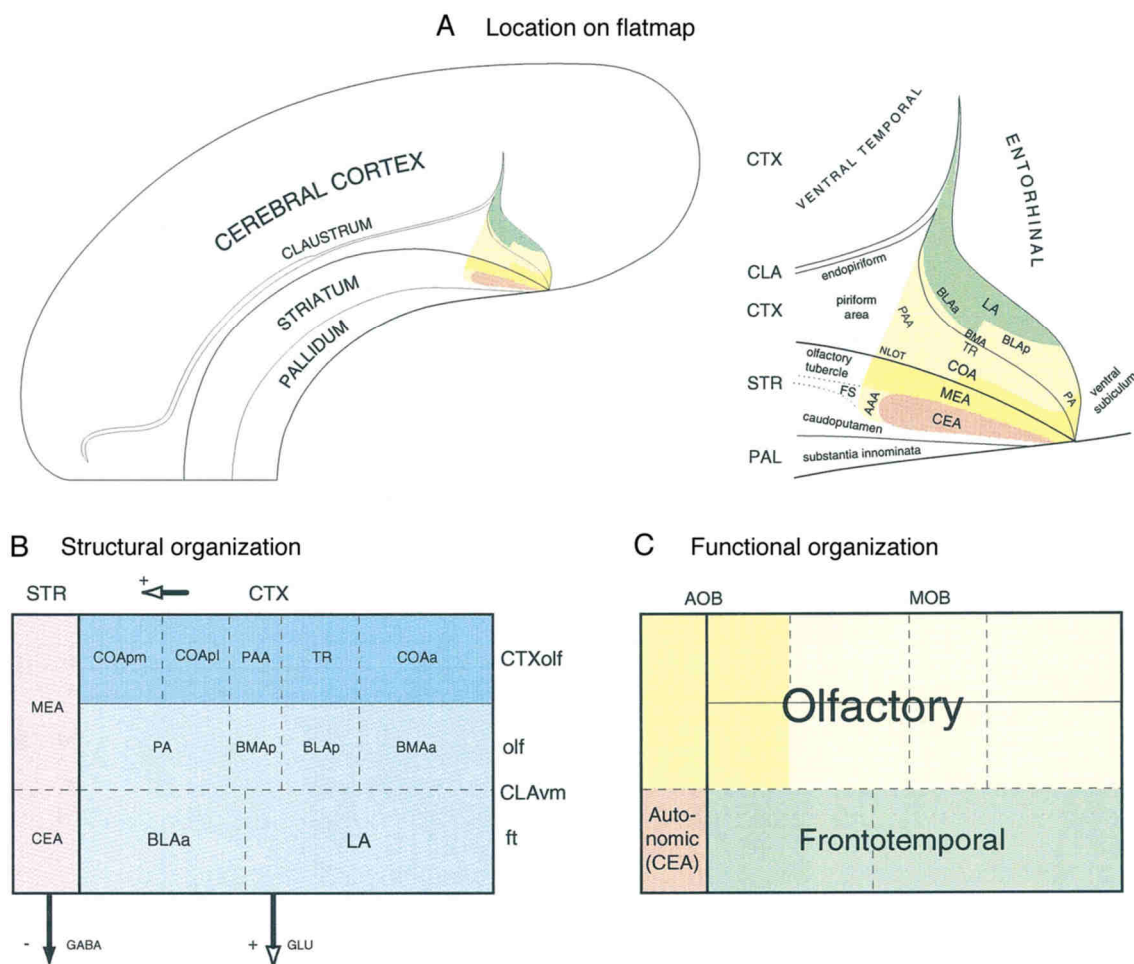 A Location on flatmap
CEREBRAL CORTEX
CLAUSTRUM
STRIATUM
PALLIDUM
CTX
VENTRAL TEMPORAL
ENTORHINAL
CLA
endopiriform
CTX
piriform
area
PAA
BLAa
LA
BMA
BLAp
TR
NLOT
COA
PA
ventral
subiculum
STR
olfactory
tubercle
FS
AAA
MEA
CEA
caudoputamen
PAL
substantia innominata
B Structural organization
STR
+
CTX
COApm
COApl
PAA
TR
COAa
CTXolf
MEA
PA
BMAp
BLAp
BMAa
olf
CLAvm
CEA
BLAa
LA
ft
- GABA
+ GLU
C Functional organization
AOB
MOB
Olfactory
Auto-
nomic
(CEA)
Frontotemporal